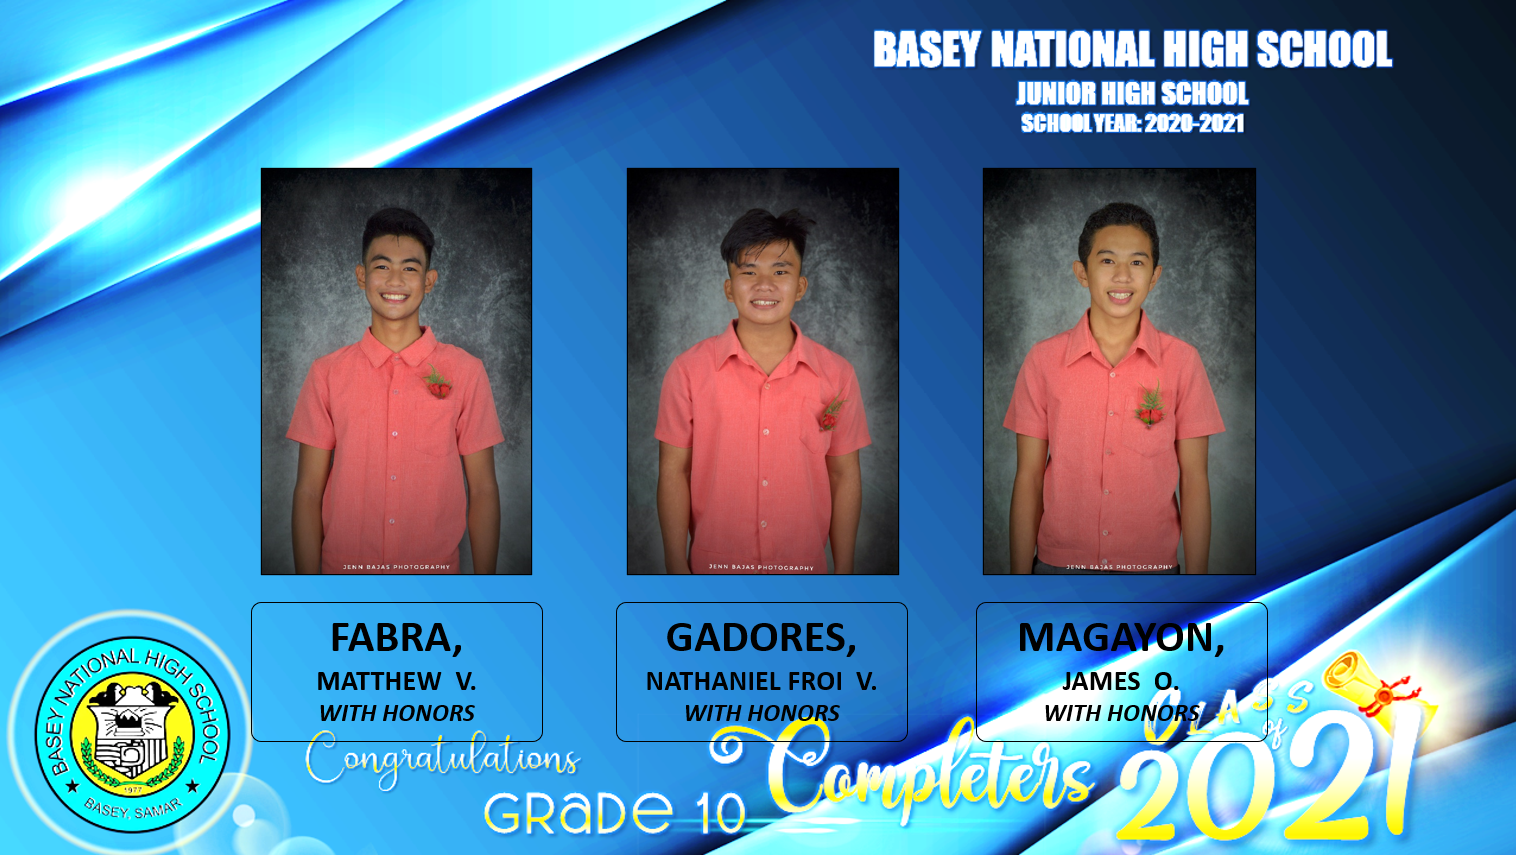 BASEY NATIONAL HIGH SCHOOL
JUNIOR HIGH SCHOOL
SCHOOL YEAR: 2020-2021
JENN BAJAS PHOTOGRAPHY
JENN BAJAS PHOTOGRAPHY
JENN BAJAS PHOTOGRAPHY
FABRA,
MATTHEW V.
WITH HONORS
GADORES,
NATHANIEL FROI V.
WITH HONORS
MAGAYON,
JAMES O.
WITH HONORS
BASEY NATIONAL HIGH SCHOOL
1977
BASEY, SAMAR
Congratulations
GRaDe 10
Completers
CLASS
of
2021